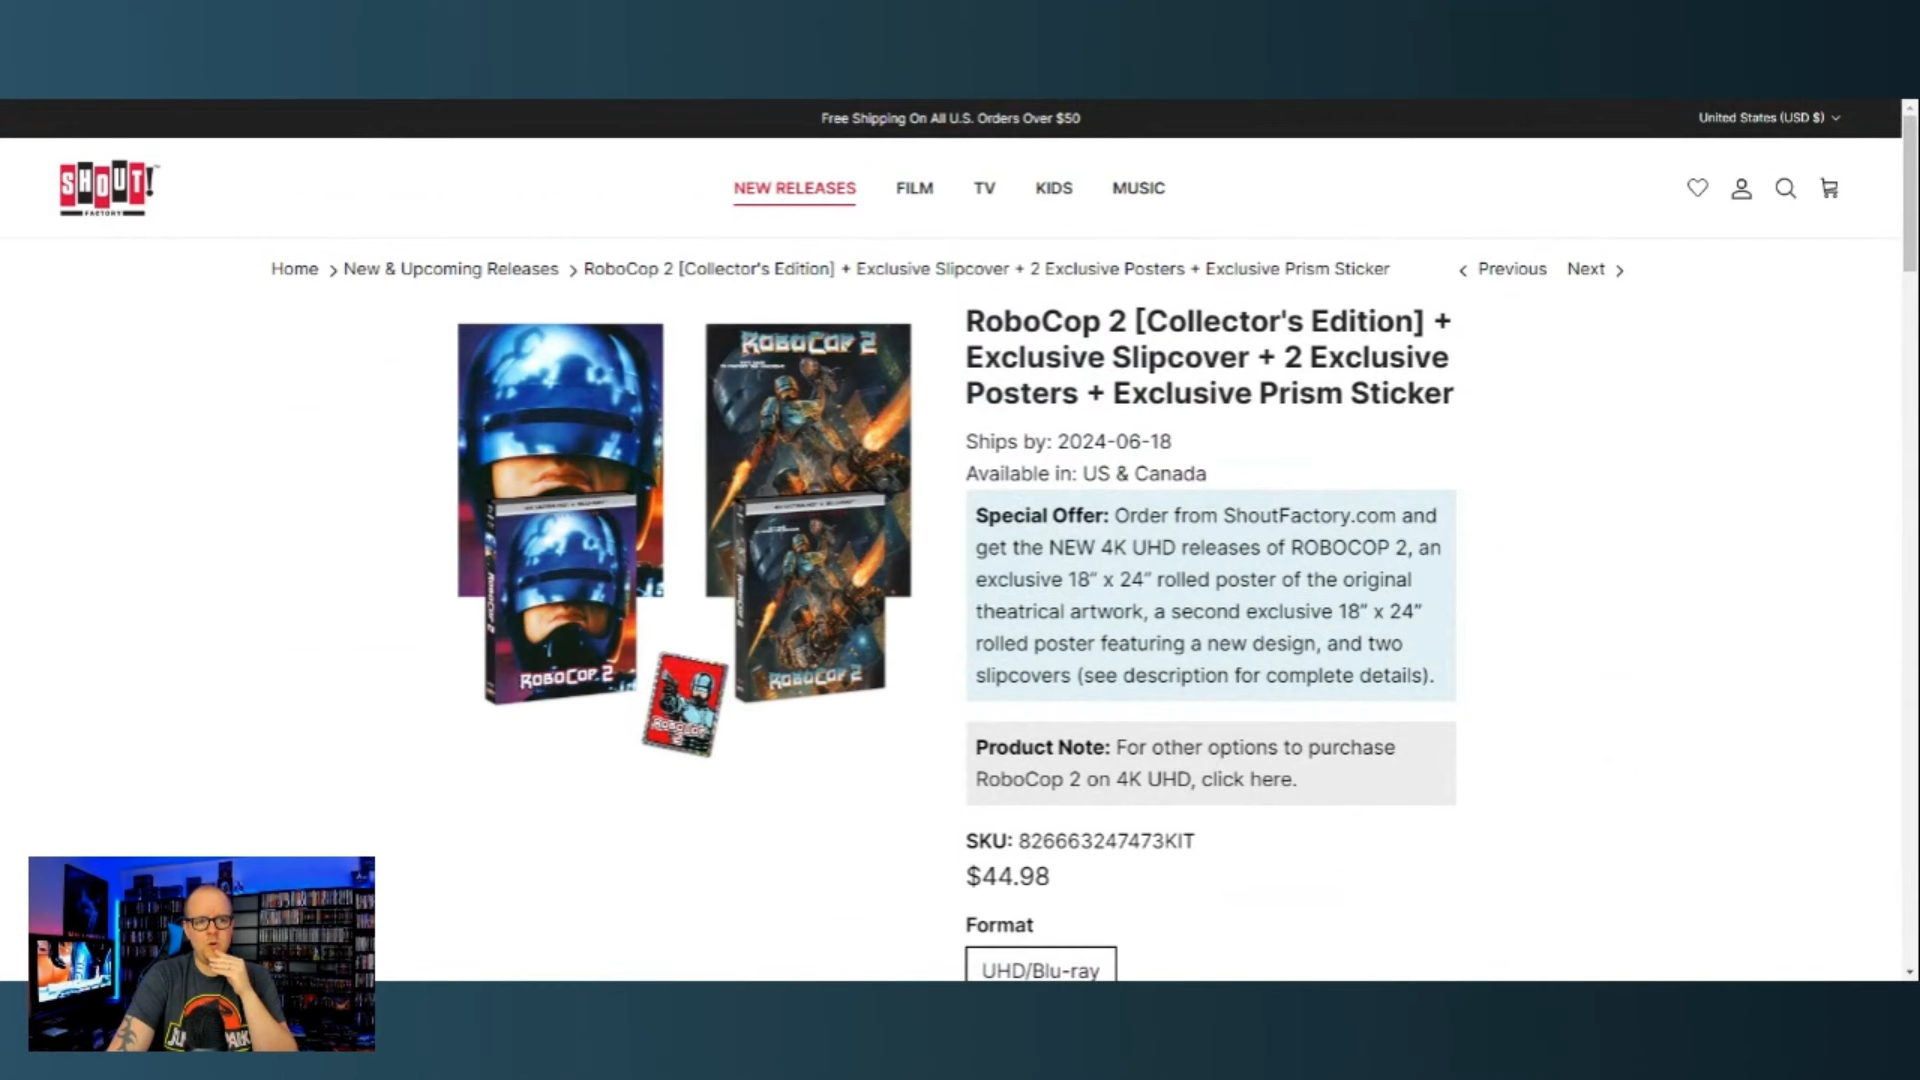 Free Shipping On All U.S. Orders Over $50
United States (USD $)
SHOUT!
FACTORY
NEW RELEASES
FILM
TV
KIDS
MUSIC
Home > New & Upcoming Releases > RoboCop 2 [Collector's Edition] + Exclusive Slipcover + 2 Exclusive Posters + Exclusive Prism Sticker
< Previous
Next >
RoboCop 2 [Collector's Edition] +
Exclusive Slipcover + 2 Exclusive
Posters + Exclusive Prism Sticker
Ships by: 2024-06-18
Available in: US & Canada
Special Offer: Order from ShoutFactory.com and
get the NEW 4K UHD releases of ROBOCOP 2, an
exclusive 18” x 24” rolled poster of the original
theatrical artwork, a second exclusive 18” x 24”
rolled poster featuring a new design, and two
slipcovers (see description for complete details).
Product Note: For other options to purchase
RoboCop 2 on 4K UHD, click here.
SKU: 826663247473KIT
$44.98
Format
UHD/Blu-ray
ROBOCOP 2
ROBOCOP 2
ROBOCOP 2
ROBOCOP 2